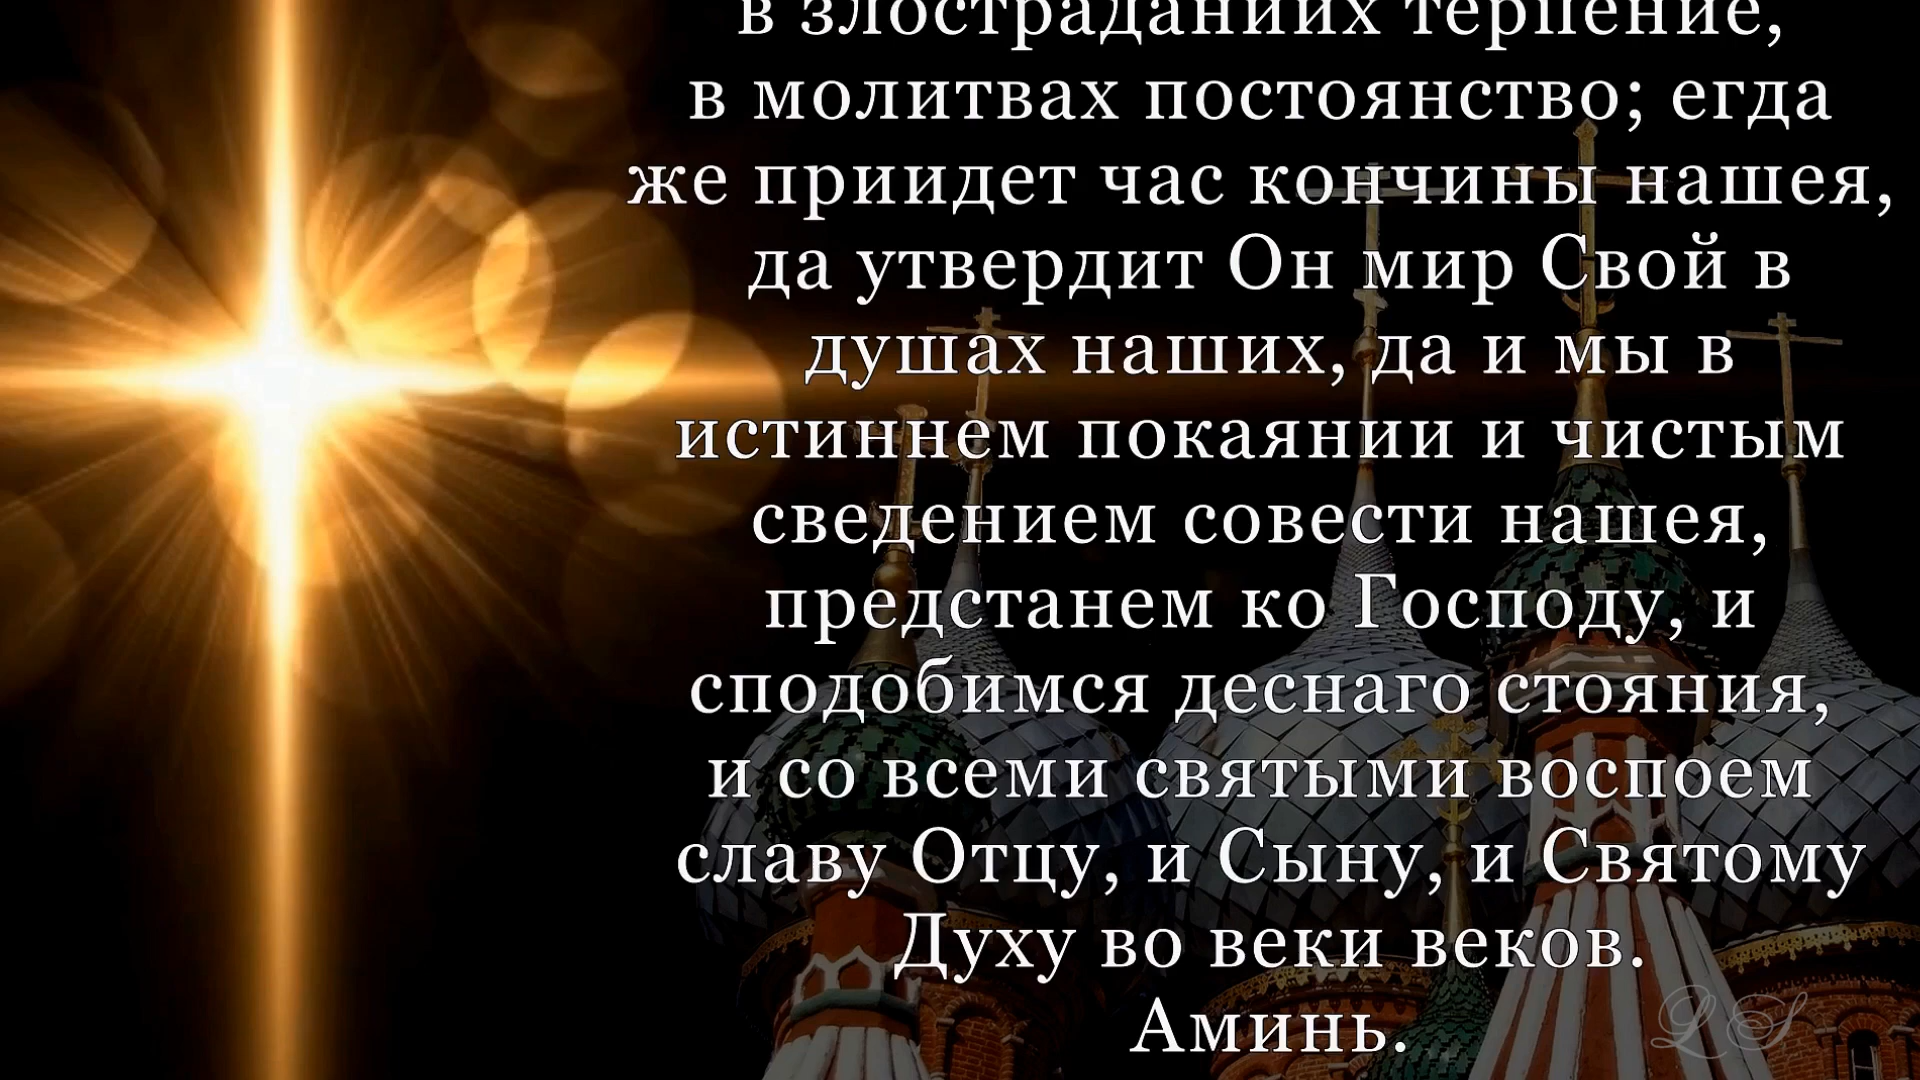 в злостраданиих терпение,
в молитвах постоянство; егда
же приидет час кончины нашея,
да утвердит Он мир Свой в
душах наших, да и мы в
истиннем покаянии и чистым
сведением совести нашея,
предстанем ко Господу, и
сподобимся деснаго стояния,
и со всеми святыми воспоем
славу Отцу, и Сыну, и Святому
Духу во веки веков.
Аминь.
LS